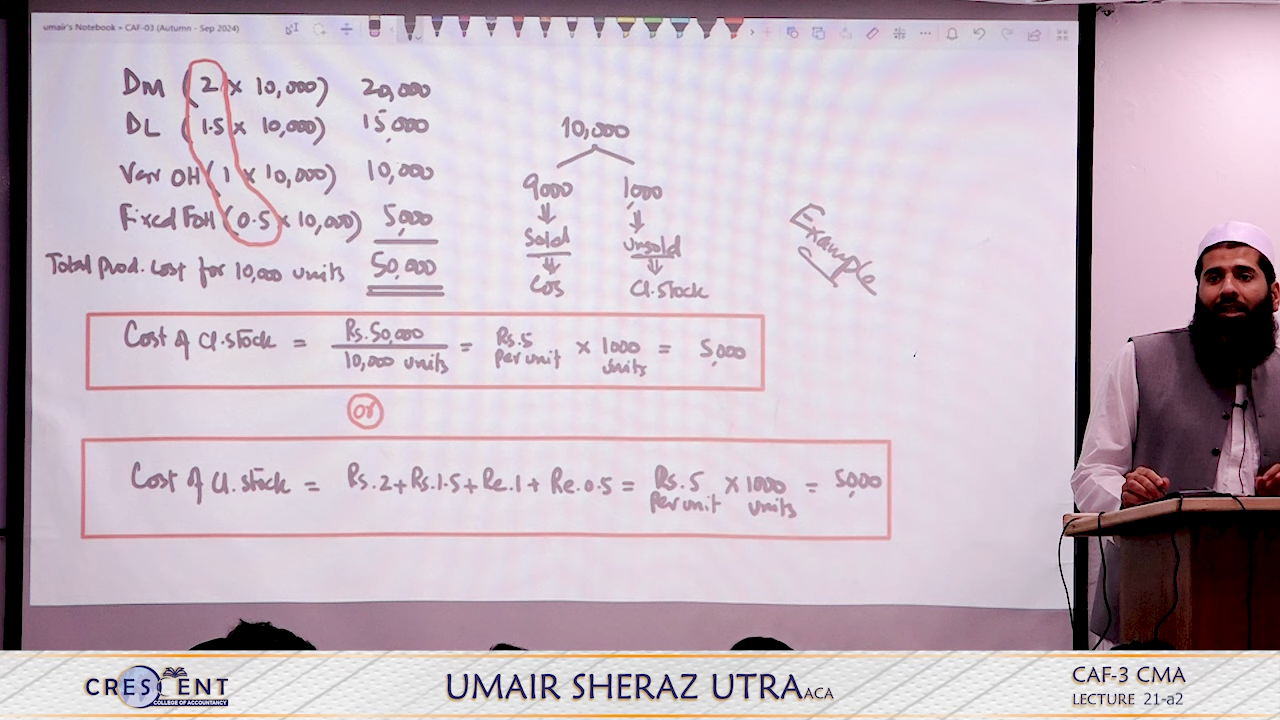 umair's Notebook » CAF-03 (Autumn - Sep 2024)
DM (2 x 10,000) 20,000
DL (1.5 x 10,000) 15,000
Var OH (1 x 10,000) 10,000
Fixed FOH (0.5 x 10,000) 5,000
Total Prod. Cost for 10,000 units 50,000
10,000
9000 1,000
Sold unsold
COS Cl. Stock
Example
Cost of Cl. stock = Rs. 50,000 / 10,000 units = Rs. 5 per unit x 1000 units = 5,000
or
Cost of Cl. stock = Rs. 2 + Rs. 1.5 + Re. 1 + Re. 0.5 = Rs. 5 per unit x 1000 units = 5,000
CRESCENT
COLLEGE OF ACCOUNTANCY
UMAIR SHERAZ UTRA ACA
CAF-3 CMA
LECTURE 21-a2